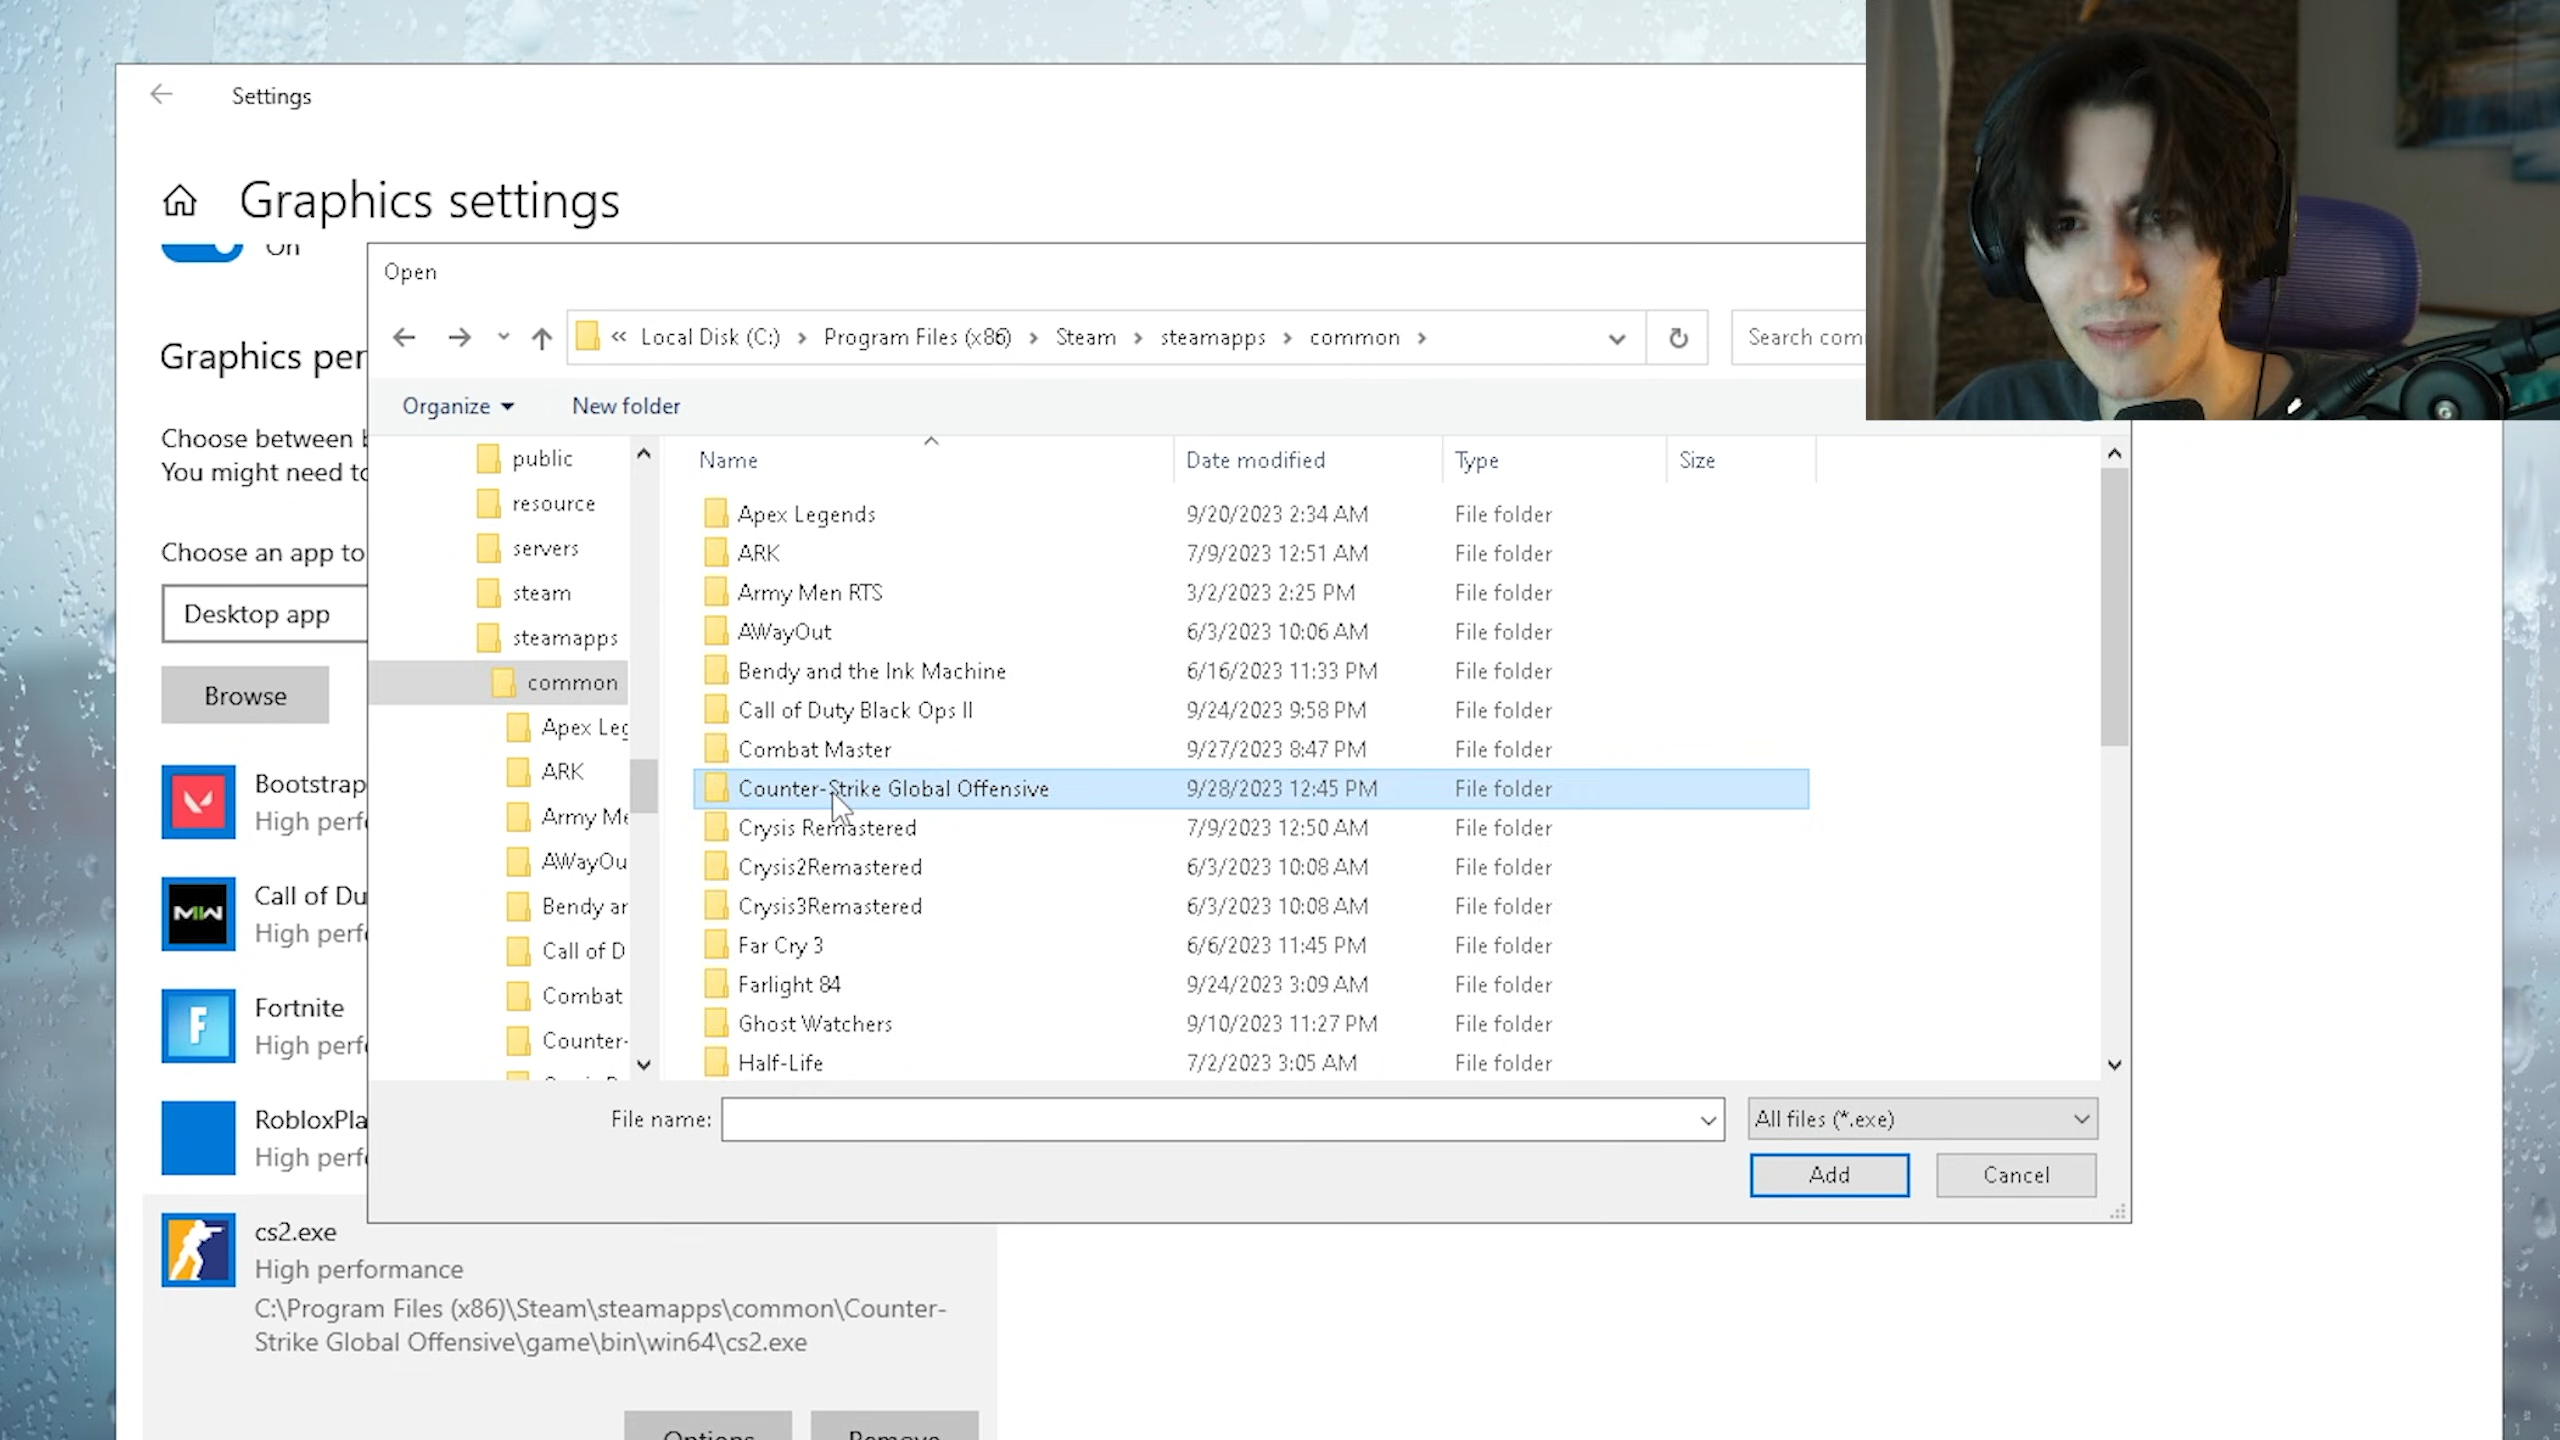 Settings
Graphics settings
On
Graphics per
Choose between
You might need to
Choose an app to
Desktop app
Browse
Bootstrap
High perf
Call of Du
High perf
Fortnite
High perf
RobloxPla
High perf
cs2.exe
High performance
C:\Program Files (x86)\Steam\steamapps\common\Counter-
Strike Global Offensive\game\bin\win64\cs2.exe
Options
Remove
Open
« Local Disk (C:) > Program Files (x86) > Steam > steamapps > common >
Search com
Organize
New folder
public
resource
servers
steam
steamapps
common
Apex Leg
ARK
Army Me
AWayOu
Bendy ar
Call of D
Combat
Counter-
Name Date modified Type Size
Apex Legends 9/20/2023 2:34 AM File folder
ARK 7/9/2023 12:51 AM File folder
Army Men RTS 3/2/2023 2:25 PM File folder
AWayOut 6/3/2023 10:06 AM File folder
Bendy and the Ink Machine 6/16/2023 11:33 PM File folder
Call of Duty Black Ops II 9/24/2023 9:58 PM File folder
Combat Master 9/27/2023 8:47 PM File folder
Counter-Strike Global Offensive 9/28/2023 12:45 PM File folder
Crysis Remastered 7/9/2023 12:50 AM File folder
Crysis2Remastered 6/3/2023 10:08 AM File folder
Crysis3Remastered 6/3/2023 10:08 AM File folder
Far Cry 3 6/6/2023 11:45 PM File folder
Farlight 84 9/24/2023 3:09 AM File folder
Ghost Watchers 9/10/2023 11:27 PM File folder
Half-Life 7/2/2023 3:05 AM File folder
File name:
All files (*.exe)
Add
Cancel
MW
F